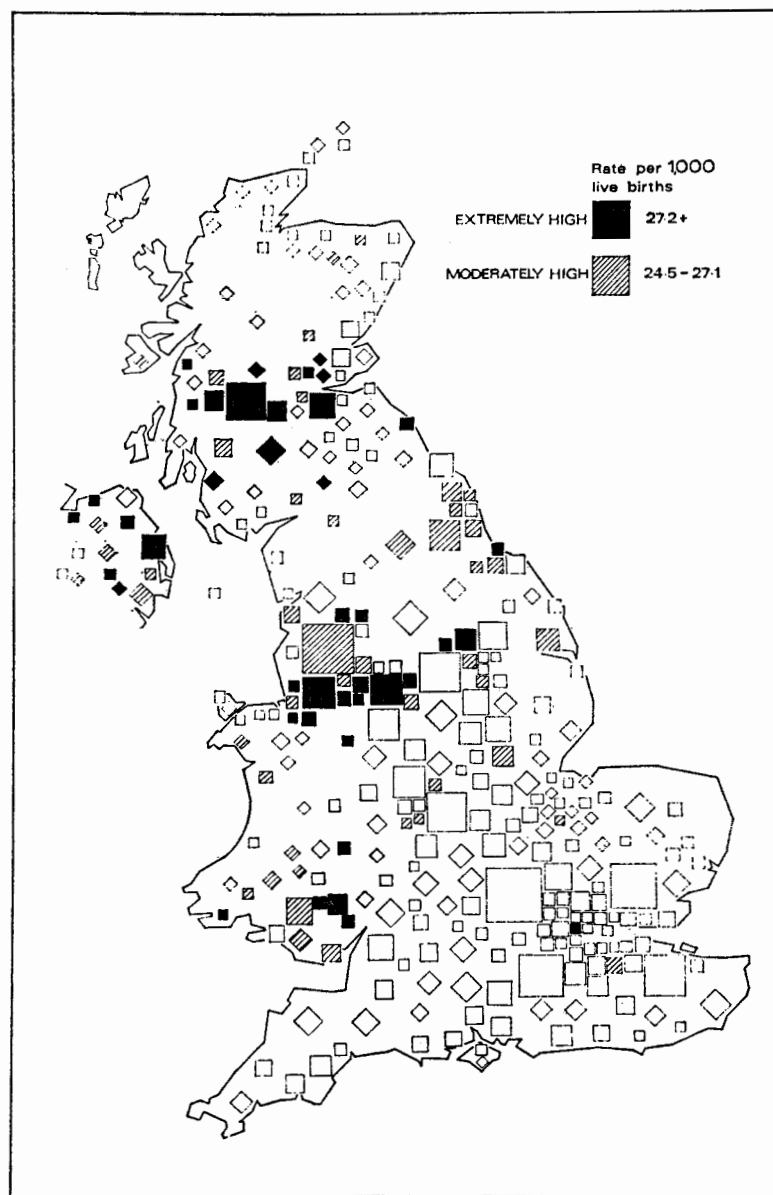 Rate per 1,000
live births
EXTREMELY HIGH 27·2+
MODERATELY HIGH 24·5 – 27·1